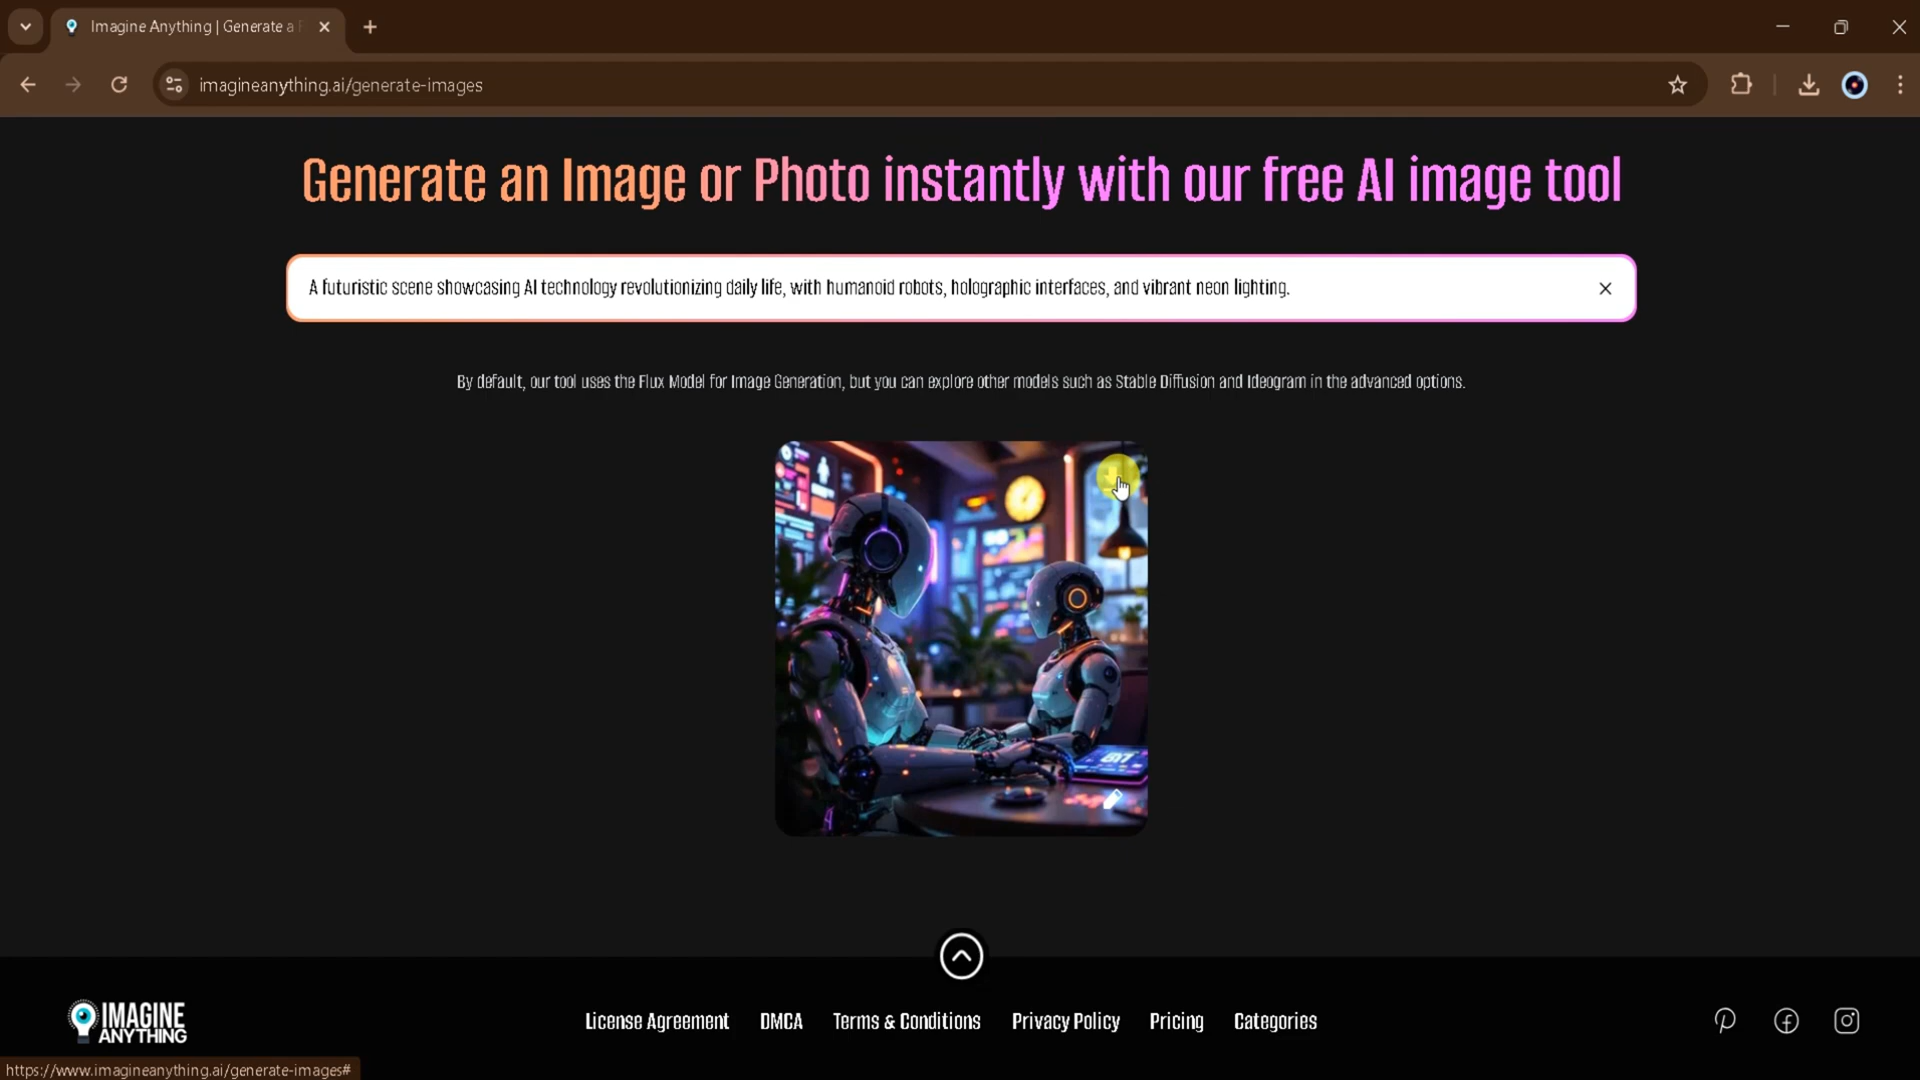 Imagine Anything | Generate a
imagineanything.ai/generate-images
Generate an Image or Photo instantly with our free AI image tool
A futuristic scene showcasing AI technology revolutionizing daily life, with humanoid robots, holographic interfaces, and vibrant neon lighting.
By default, our tool uses the Flux Model for Image Generation, but you can explore other models such as Stable Diffusion and Ideogram in the advanced options.
IMAGINE
ANYTHING
License Agreement
DMCA
Terms & Conditions
Privacy Policy
Pricing
Categories
https://www.imagineanything.ai/generate-images#